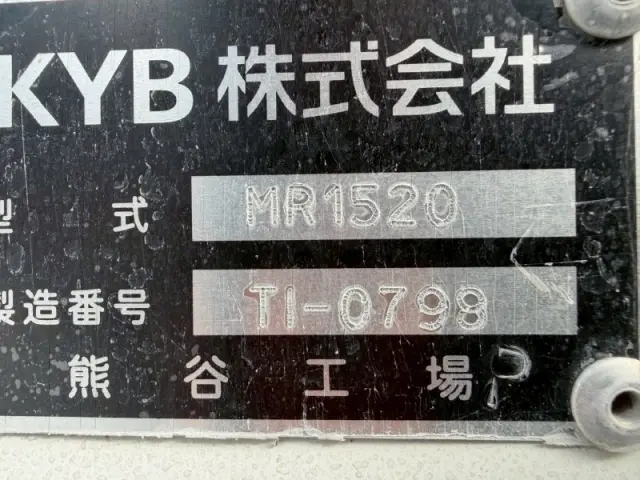 KYB 株式会社
型 式 MR1520
製造番号 TI-0798
熊 谷 工 場